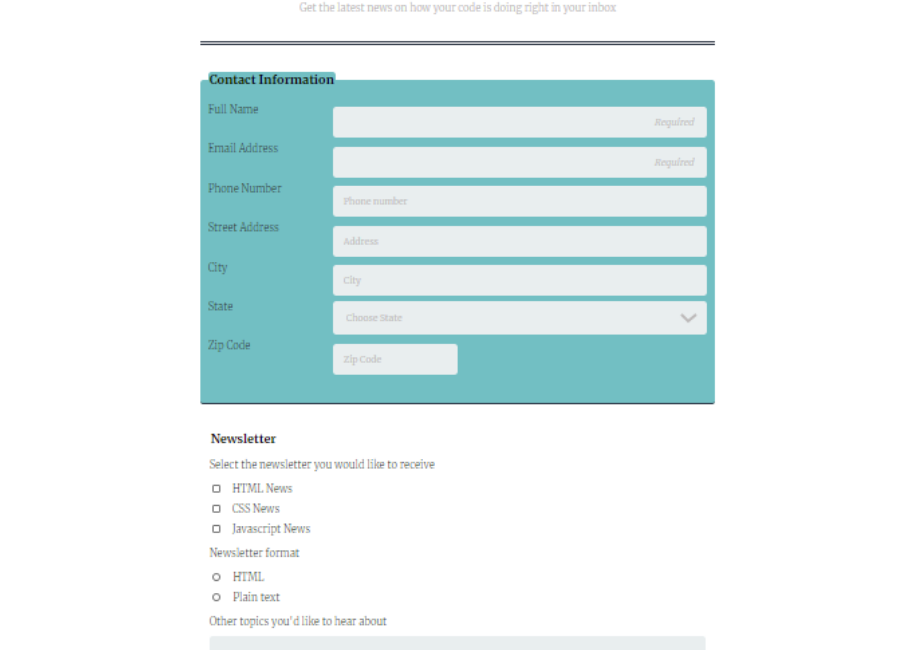 Get the latest news on how your code is doing right in your inbox
Contact Information
Full Name
Required
Email Address
Required
Phone Number
Phone number
Street Address
Address
City
City
State
Choose State
Zip Code
Zip Code
Newsletter
Select the newsletter you would like to receive
HTML News
CSS News
Javascript News
Newsletter format
HTML
Plain text
Other topics you'd like to hear about